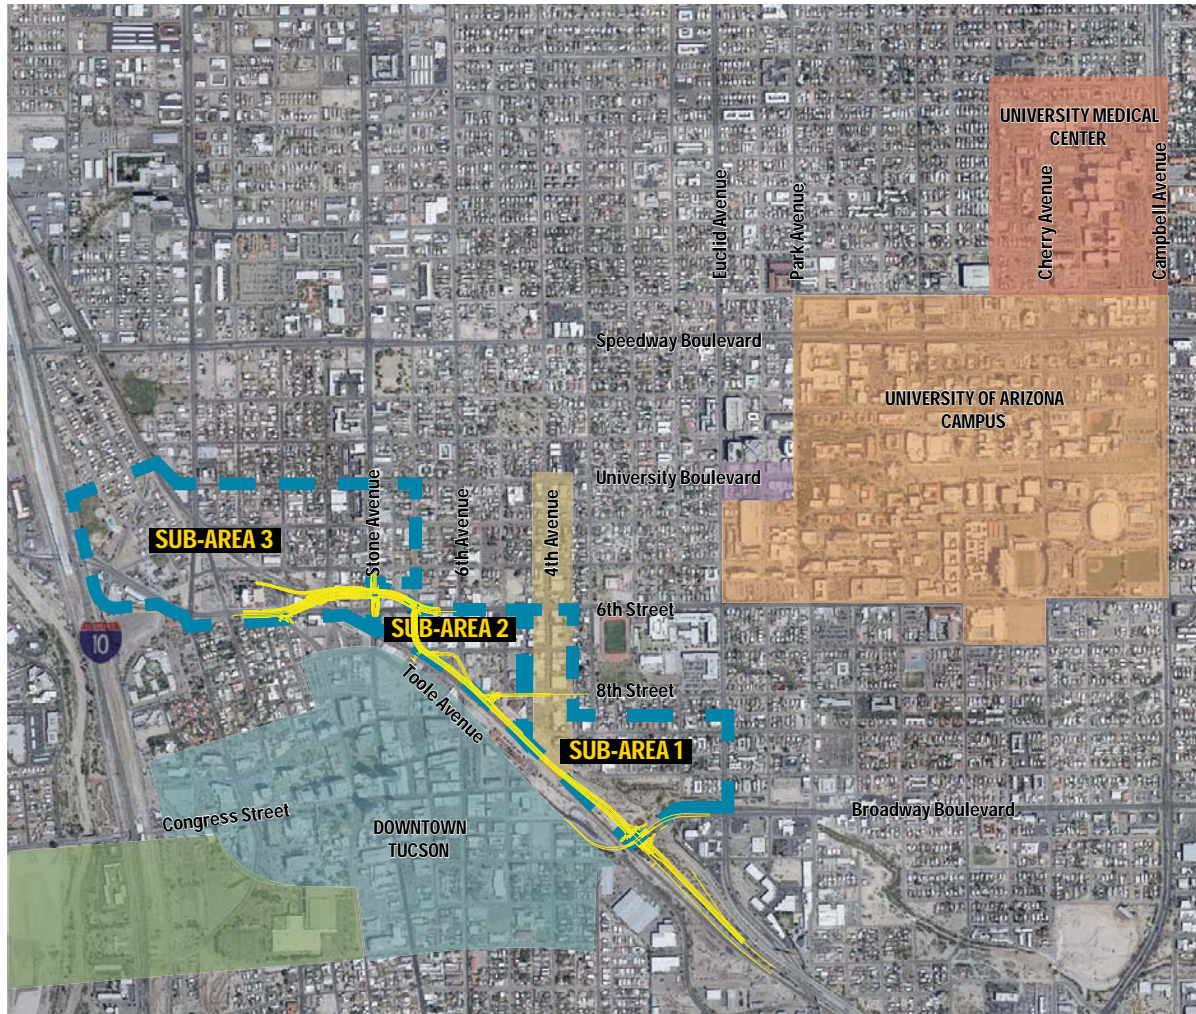 UNIVERSITY MEDICAL
CENTER
Euclid Avenue
Park Avenue
Cherry Avenue
Campbell Avenue
Speedway Boulevard
UNIVERSITY OF ARIZONA
CAMPUS
University Boulevard
Stone Avenue
6th Avenue
4th Avenue
SUB-AREA 3
6th Street
SUB-AREA 2
10
8th Street
Toole Avenue
SUB-AREA 1
Congress Street
Broadway Boulevard
DOWNTOWN
TUCSON